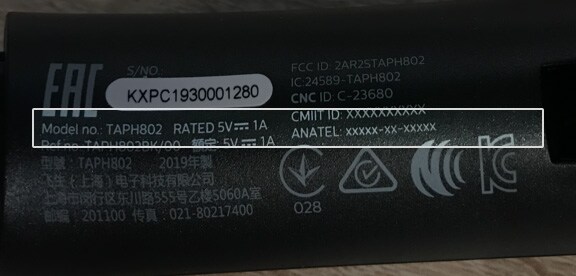 EAC
S/NO.
KXPC1930001280
FCC ID: 2AR2STAPH802
IC:24589-TAPH802
CNC ID: C-23680
CMIIT ID: XXXXXXXXXX
ANATEL: xxxxx-xx-xxxxx
Model no: TAPH802 RATED 5V⎓1A
Ref no: TAPH802BK/00 额定: 5V⎓1A
型號: TAPH802 2019年製
飞生（上海）电子科技有限公司
上海市闵行区东川路555号乙楼5060A室
邮编：201100 传真：021-80217400
028